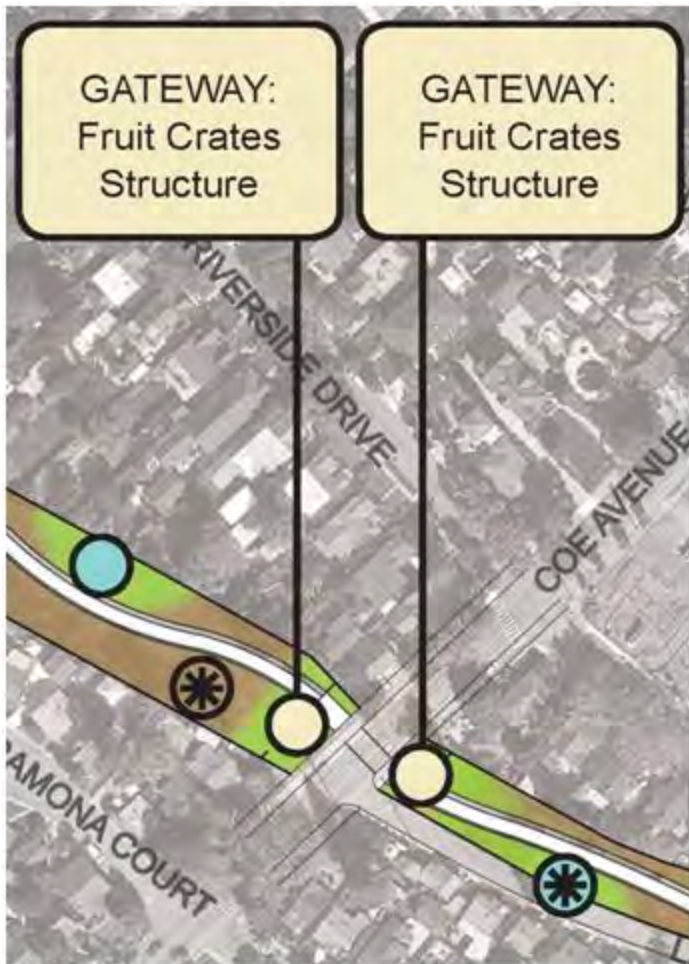 GATEWAY:
Fruit Crates
Structure
GATEWAY:
Fruit Crates
Structure
RIVERSIDE DRIVE
COE AVENUE
RAMONA COURT